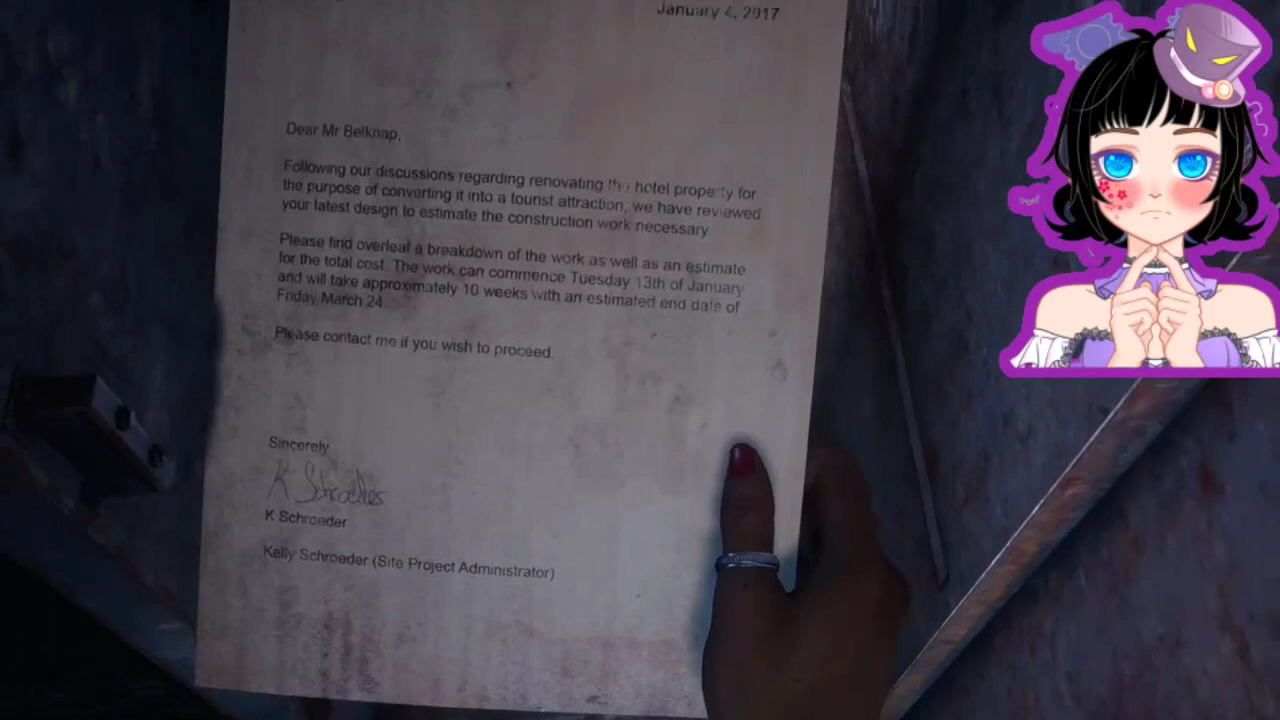 January 4, 2017
Dear Mr Belknap,
Following our discussions regarding renovating the hotel property for
the purpose of converting it into a tourist attraction, we have reviewed
your latest design to estimate the construction work necessary.
Please find overleaf a breakdown of the work as well as an estimate
for the total cost. The work can commence Tuesday 13th of January
and will take approximately 10 weeks with an estimated end date of
Friday March 24.
Please contact me if you wish to proceed.
Sincerely
K Schroeder
K Schroeder
Kelly Schroeder (Site Project Administrator)